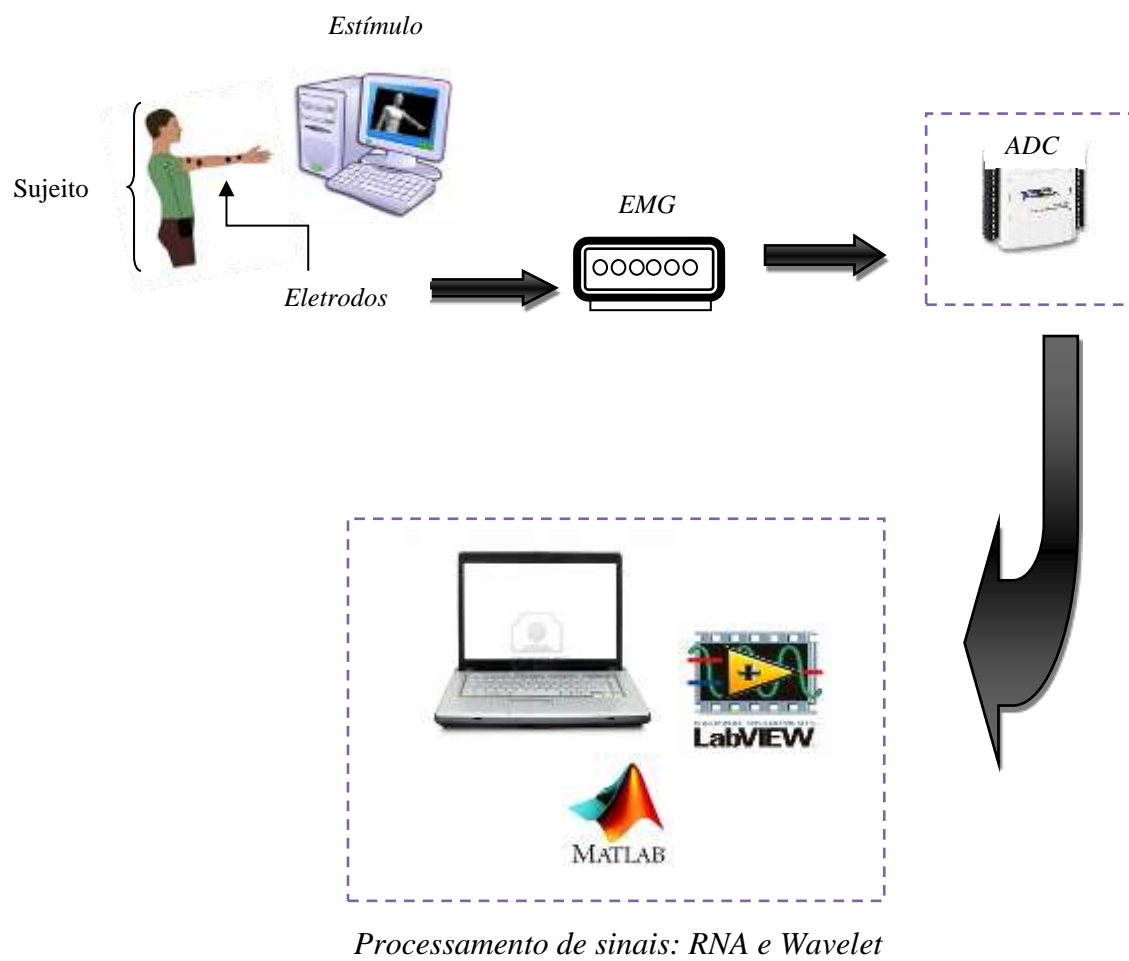 Estímulo
Sujeito
Eletrodos
EMG
ADC
LabVIEW
MATLAB
Processamento de sinais: RNA e Wavelet